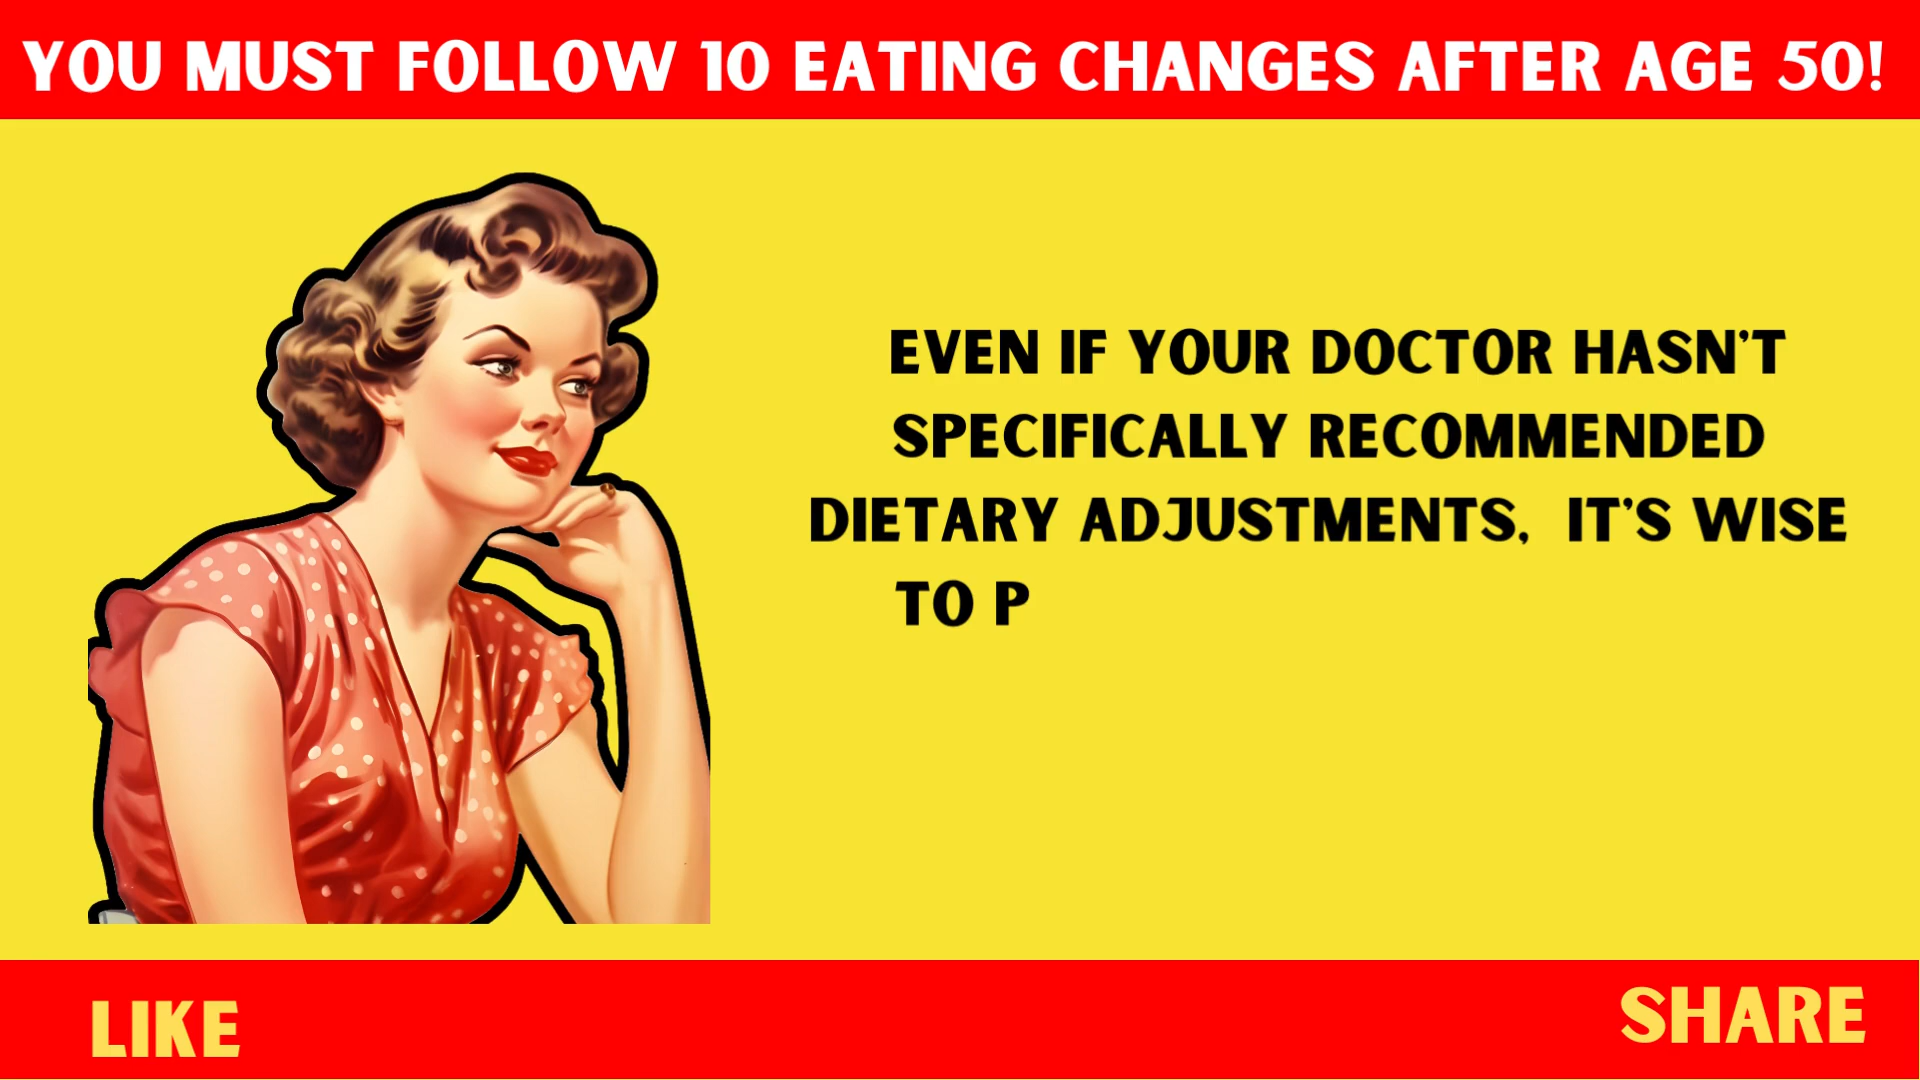 YOU MUST FOLLOW 10 EATING CHANGES AFTER AGE 50!
EVEN IF YOUR DOCTOR HASN'T
SPECIFICALLY RECOMMENDED
DIETARY ADJUSTMENTS, IT'S WISE
TO P
LIKE
SHARE